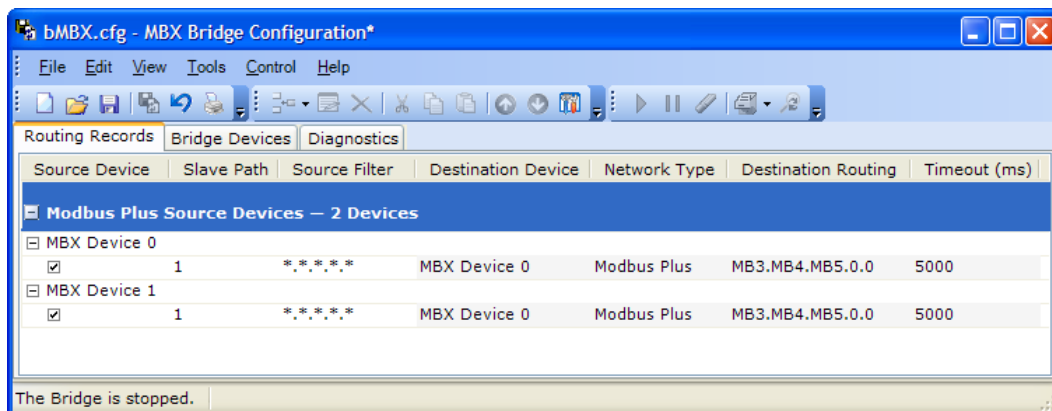 bMBX.cfg - MBX Bridge Configuration*
File Edit View Tools Control Help
Routing Records Bridge Devices Diagnostics
Source Device Slave Path Source Filter Destination Device Network Type Destination Routing Timeout (ms)
Modbus Plus Source Devices — 2 Devices
MBX Device 0
1 *.*.*.*.* MBX Device 0 Modbus Plus MB3.MB4.MB5.0.0 5000
MBX Device 1
1 *.*.*.*.* MBX Device 0 Modbus Plus MB3.MB4.MB5.0.0 5000
The Bridge is stopped.